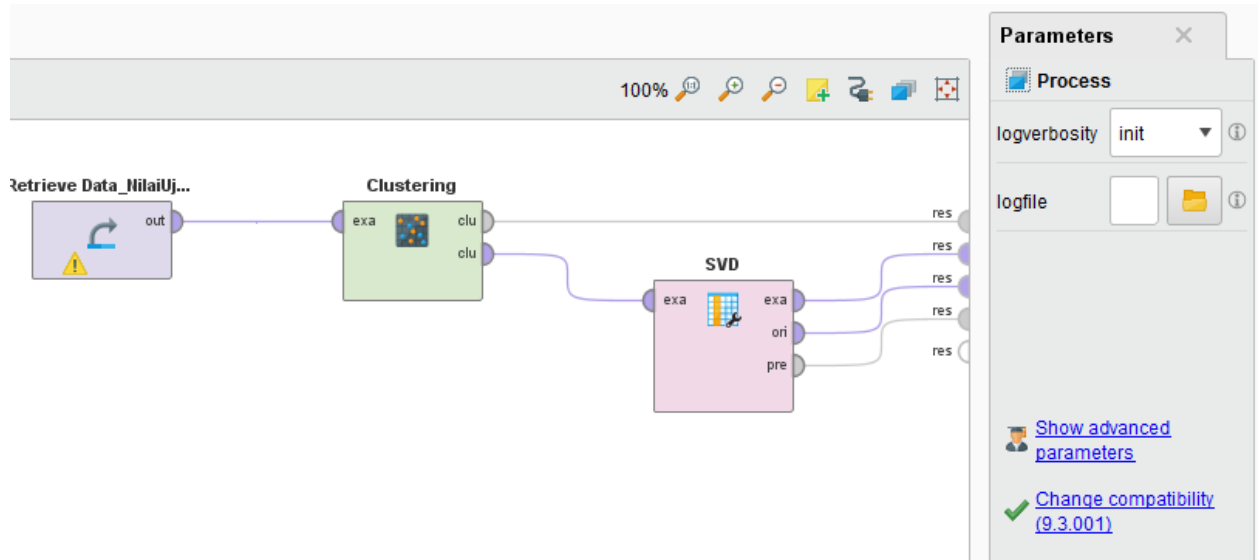 Parameters
Process
100%
logverbosity init
logfile
Retrieve Data_NilaiUj...
out
Clustering
exa clu
clu
SVD
exa exa
ori
pre
res
res
res
res
res
Show advanced
parameters
Change compatibility
(9.3.001)